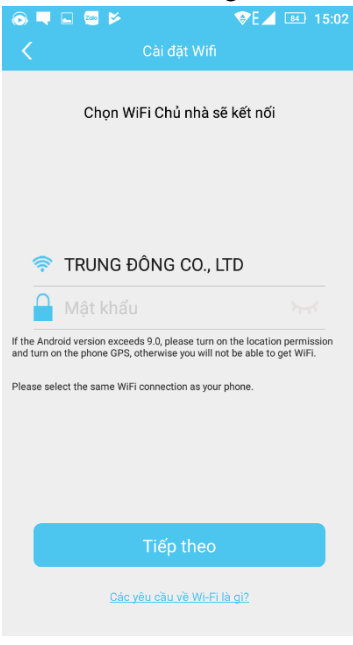 84 15:02
Cài đặt Wifi
Chọn WiFi Chủ nhà sẽ kết nối
TRUNG ĐÔNG CO., LTD
Mật khẩu
If the Android version exceeds 9.0, please turn on the location permission
and turn on the phone GPS, otherwise you will not be able to get WiFi.
Please select the same WiFi connection as your phone.
Tiếp theo
Các yêu cầu về Wi-Fi là gì?